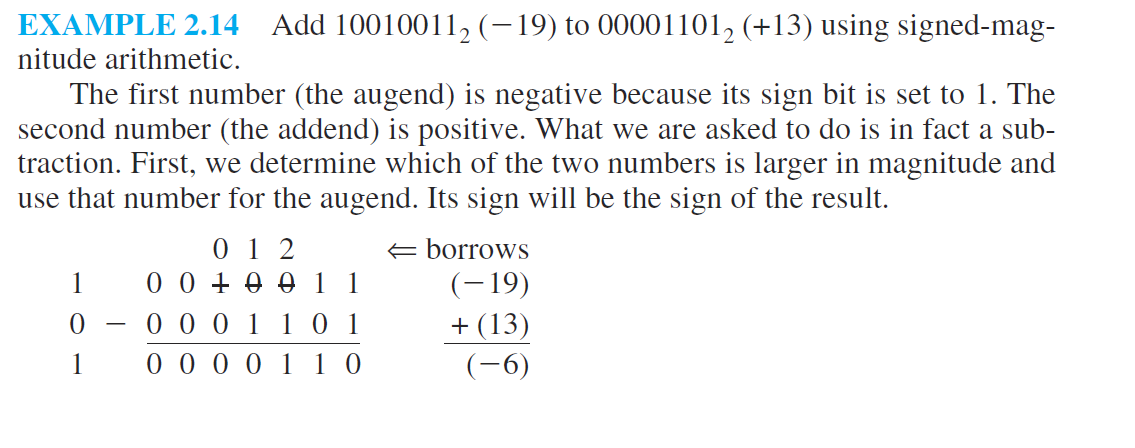 EXAMPLE 2.14 Add 10010011₂ (−19) to 00001101₂ (+13) using signed-mag-
nitude arithmetic.
The first number (the augend) is negative because its sign bit is set to 1. The
second number (the addend) is positive. What we are asked to do is in fact a sub-
traction. First, we determine which of the two numbers is larger in magnitude and
use that number for the augend. Its sign will be the sign of the result.
0 1 2 ⇐ borrows
1 0 0 1 0 0 1 1 (−19)
0 − 0 0 0 1 1 0 1 + (13)
1 0 0 0 0 1 1 0 (−6)